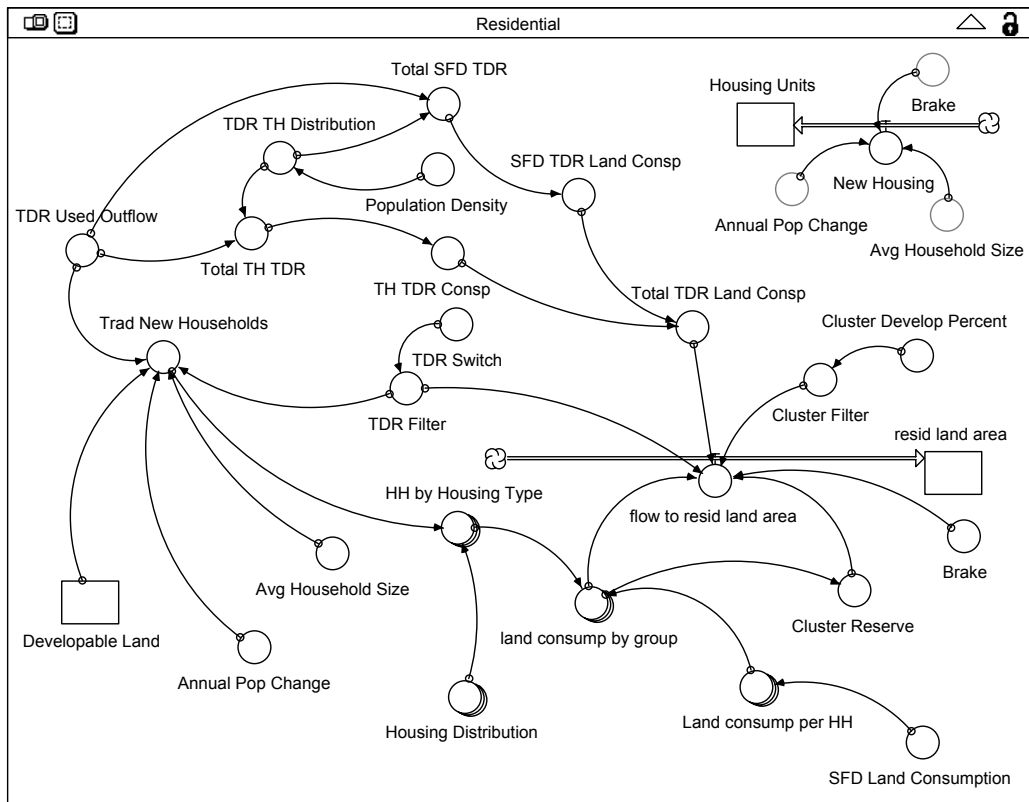 Residential
Total SFD TDR
Housing Units
Brake
TDR TH Distribution
SFD TDR Land Consp
New Housing
Population Density
Annual Pop Change
TDR Used Outflow
Avg Household Size
Total TH TDR
TH TDR Consp
Total TDR Land Consp
Trad New Households
Cluster Develop Percent
TDR Switch
Cluster Filter
TDR Filter
resid land area
HH by Housing Type
flow to resid land area
Brake
Avg Household Size
Developable Land
land consump by group
Cluster Reserve
Annual Pop Change
Housing Distribution
Land consump per HH
SFD Land Consumption